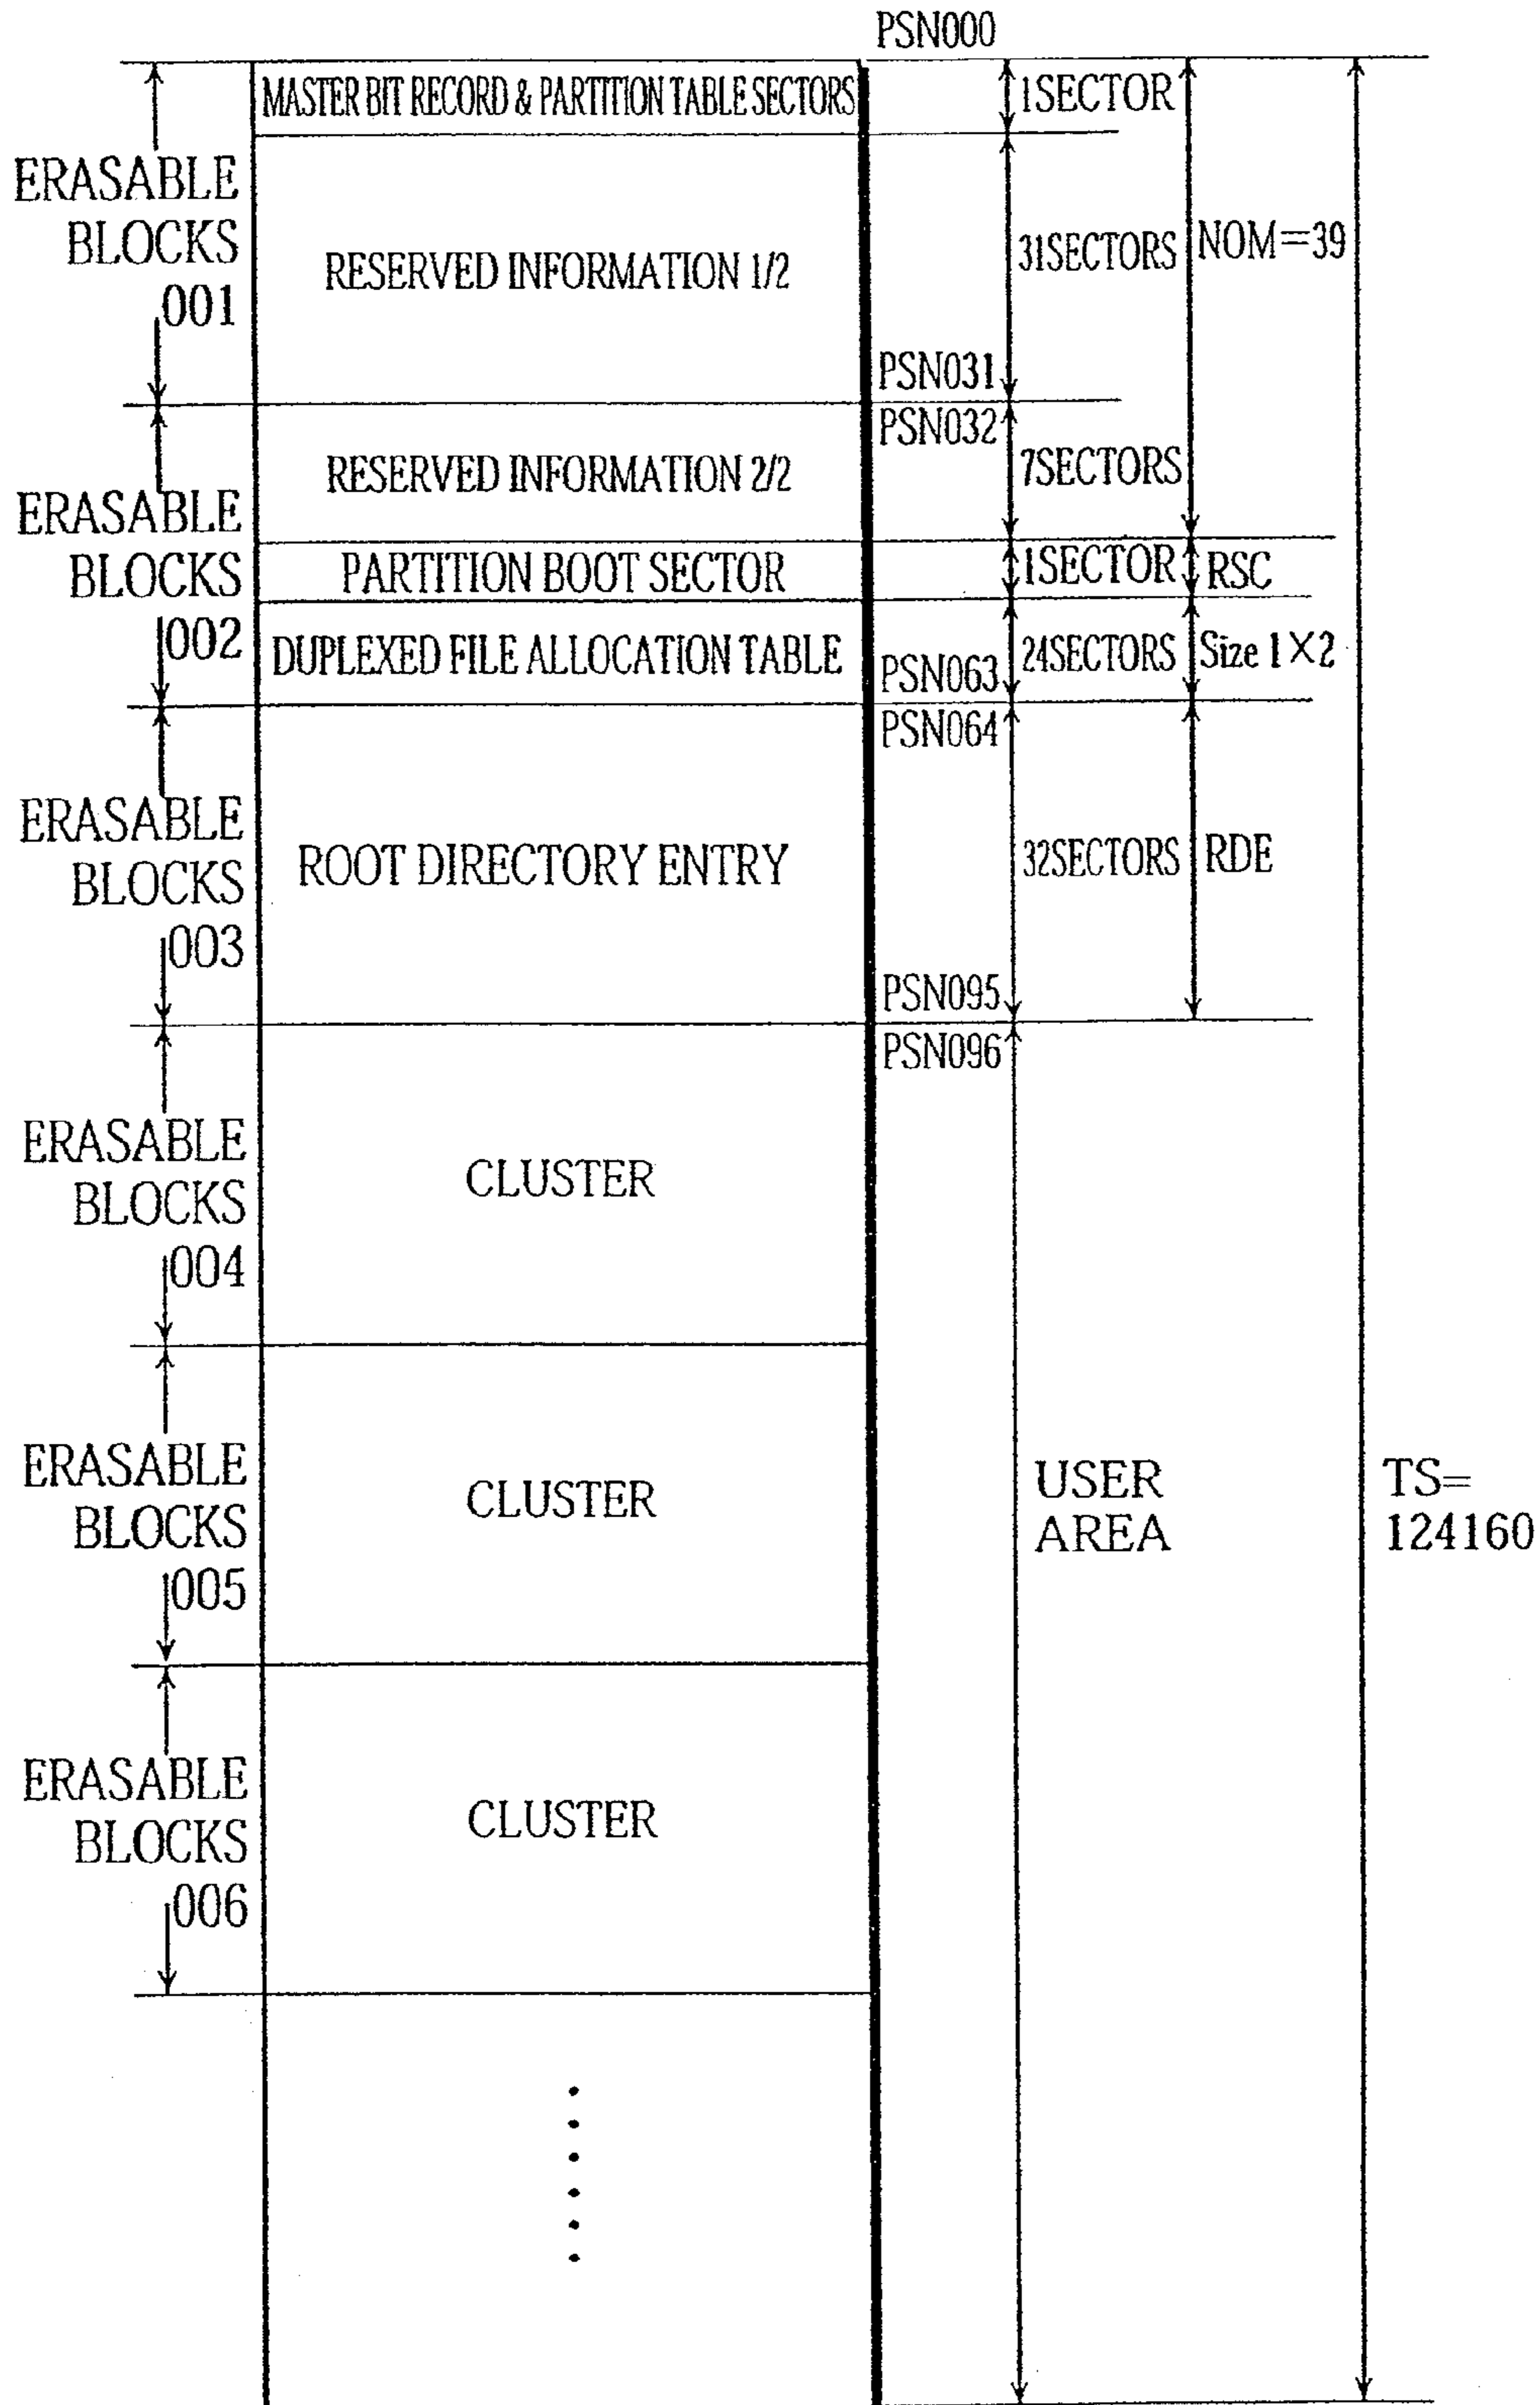 PSN000
MASTER BIT RECORD & PARTITION TABLE SECTORS
1SECTOR
ERASABLE
BLOCKS
001
RESERVED INFORMATION 1/2
31SECTORS
NOM=39
PSN031
PSN032
RESERVED INFORMATION 2/2
7SECTORS
ERASABLE
BLOCKS
002
PARTITION BOOT SECTOR
1SECTOR
RSC
DUPLEXED FILE ALLOCATION TABLE
PSN063
24SECTORS
Size 1×2
PSN064
ERASABLE
BLOCKS
003
ROOT DIRECTORY ENTRY
32SECTORS
RDE
PSN095
PSN096
ERASABLE
BLOCKS
004
CLUSTER
ERASABLE
BLOCKS
005
CLUSTER
USER
AREA
TS=
124160
ERASABLE
BLOCKS
006
CLUSTER